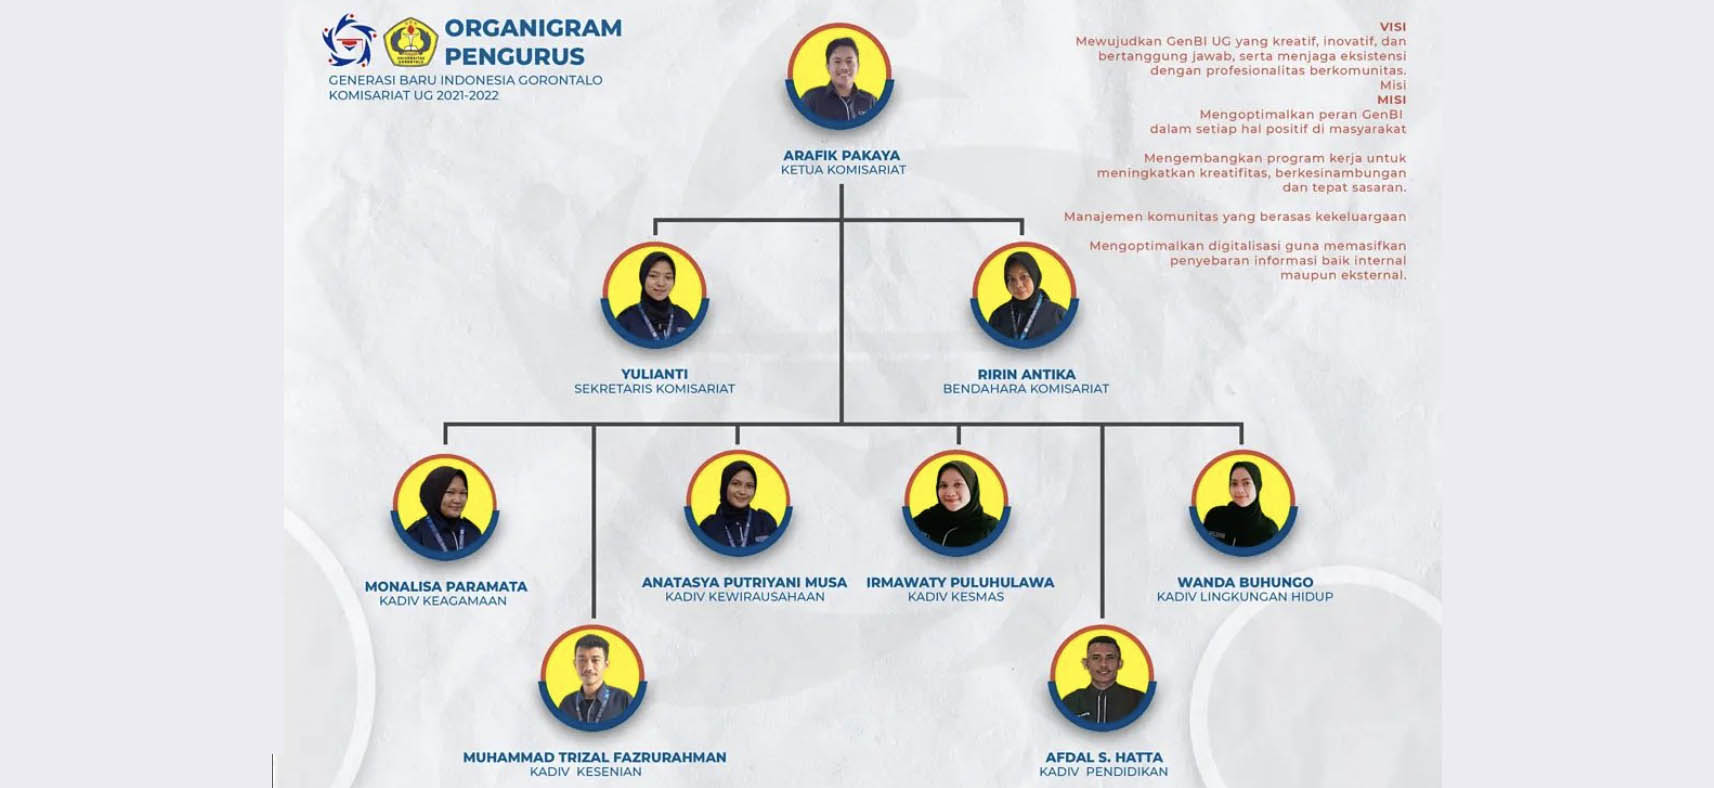 ORGANIGRAM
PENGURUS
GENERASI BARU INDONESIA GORONTALO
KOMISARIAT UG 2021-2022
VISI
Mewujudkan GenBI UG yang kreatif, inovatif, dan
bertanggung jawab, serta menjaga eksistensi
dengan profesionalitas berkomunitas.
Misi
MISI
Mengoptimalkan peran GenBI
dalam setiap hal positif di masyarakat
Mengembangkan program kerja untuk
meningkatkan kreatifitas, berkesinambungan
dan tepat sasaran.
Manajemen komunitas yang berasas kekeluargaan
Mengoptimalkan digitalisasi guna memasifkan
penyebaran informasi baik internal
maupun eksternal.
ARAFIK PAKAYA
KETUA KOMISARIAT
YULIANTI
SEKRETARIS KOMISARIAT
RIRIN ANTIKA
BENDAHARA KOMISARIAT
MONALISA PARAMATA
KADIV KEAGAMAAN
ANATASYA PUTRIYANI MUSA
KADIV KEWIRAUSAHAAN
IRMAWATY PULUHULAWA
KADIV KESMAS
WANDA BUHUNGO
KADIV LINGKUNGAN HIDUP
MUHAMMAD TRIZAL FAZRURAHMAN
KADIV KESENIAN
AFDAL S. HATTA
KADIV PENDIDIKAN